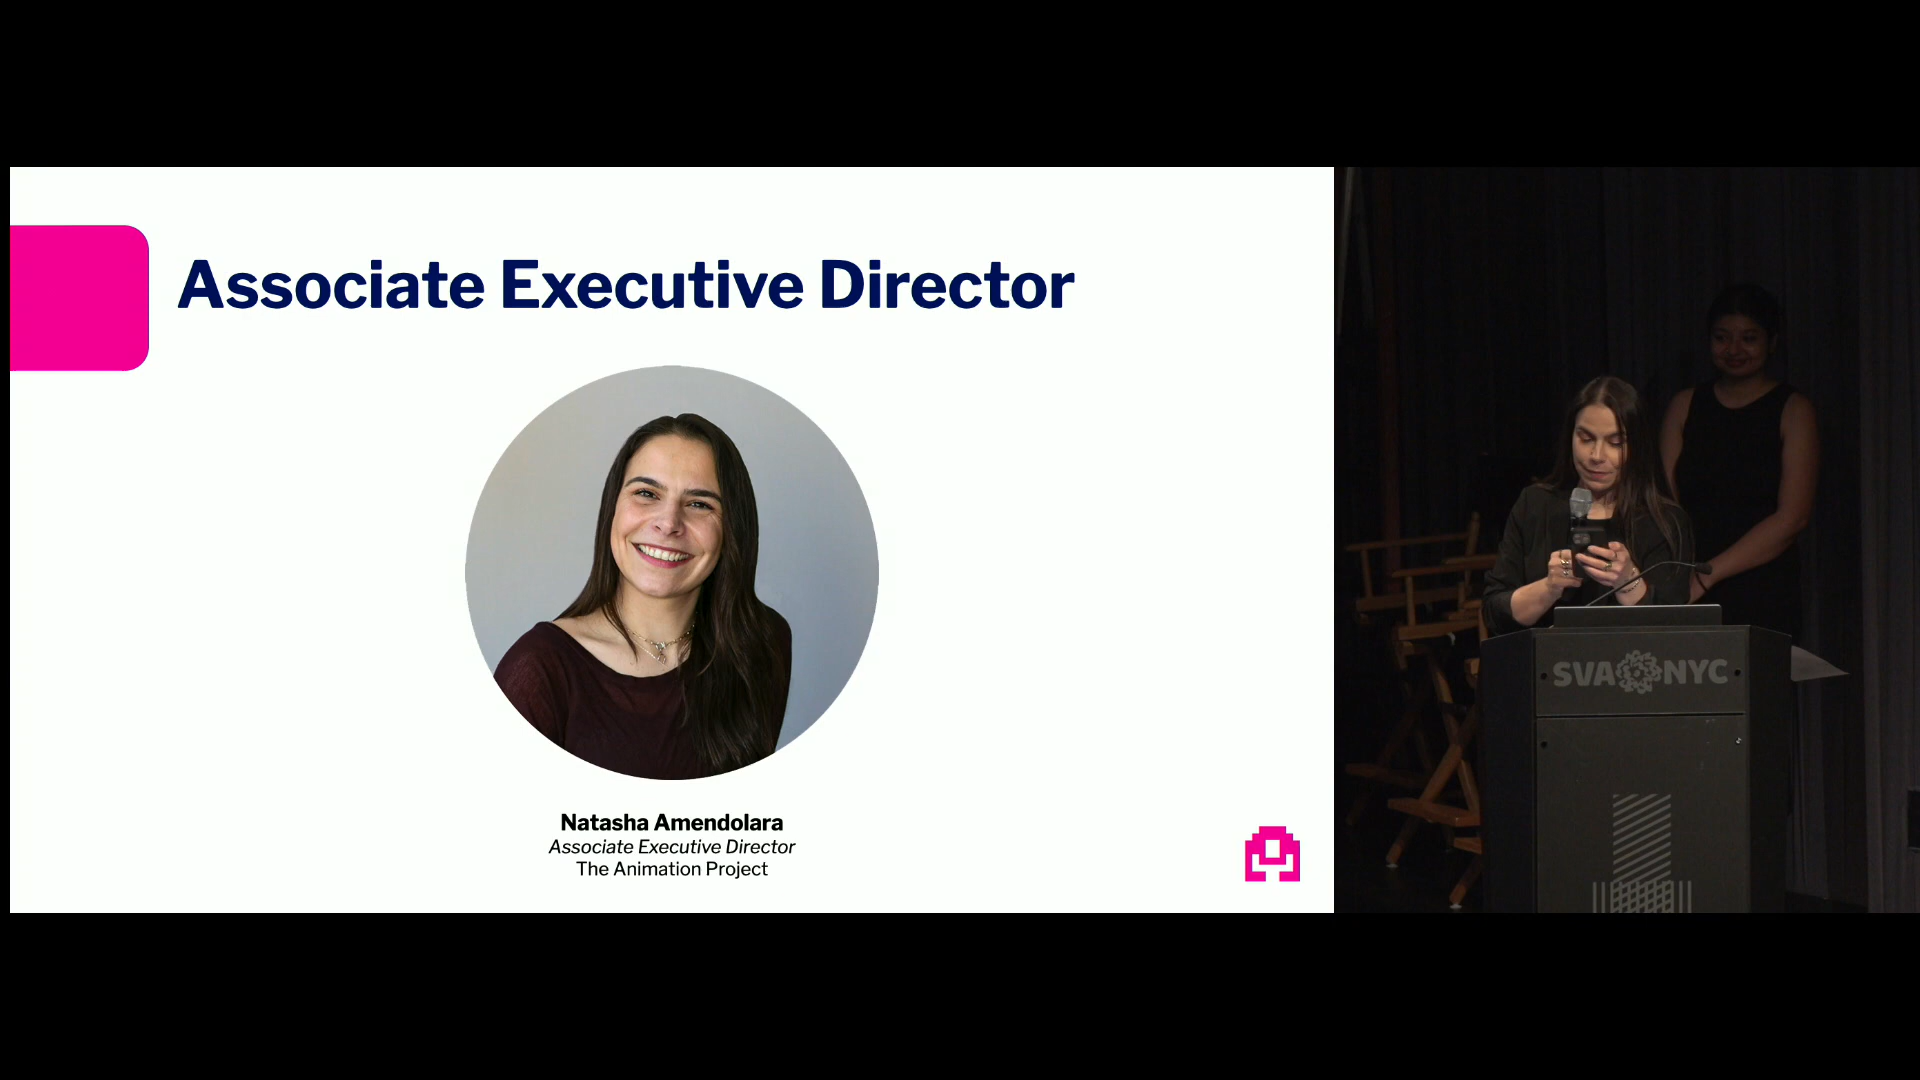 Associate Executive Director
Natasha Amendolara
Associate Executive Director
The Animation Project
SVA NYC